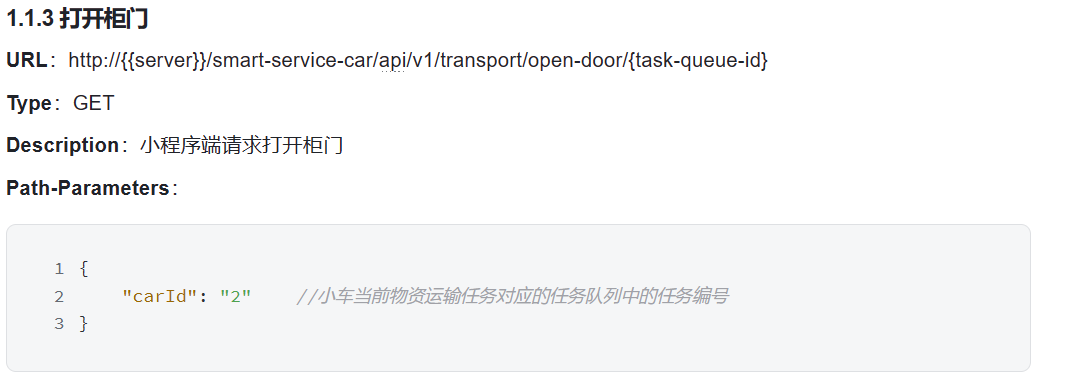 1.1.3 打开柜门
URL：http://{{server}}/smart-service-car/api/v1/transport/open-door/{task-queue-id}
Type：GET
Description：小程序端请求打开柜门
Path-Parameters：
1 {
2 "carId": "2" //小车当前物资运输任务对应的任务队列中的任务编号
3 }